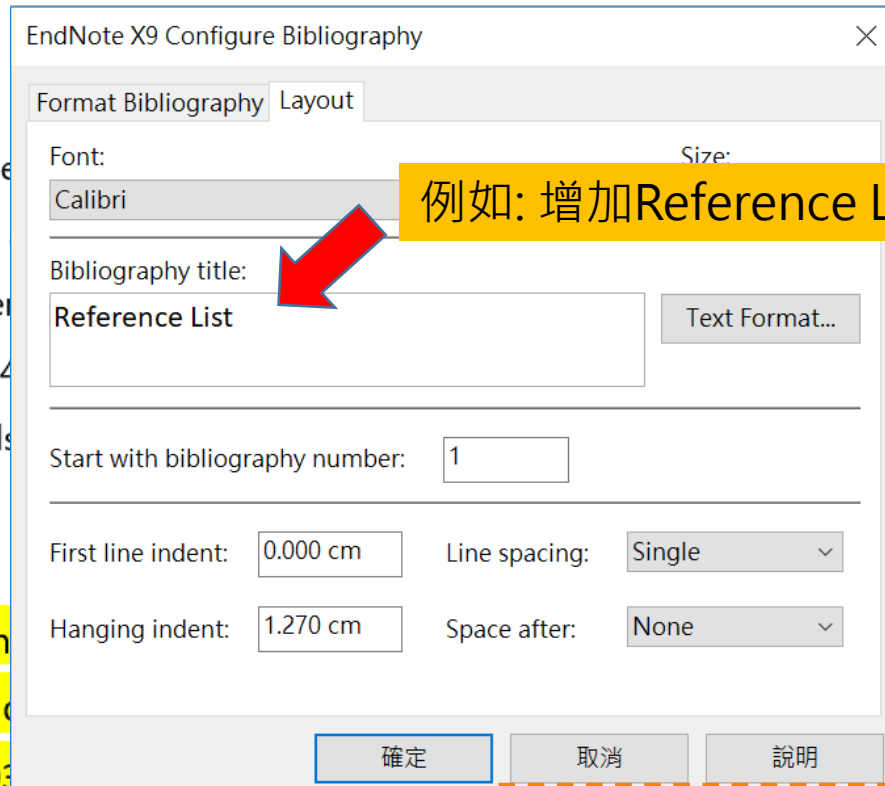 EndNote X9 Configure Bibliography
Format Bibliography Layout
Font: Size:
Calibri
例如: 增加Reference L
Bibliography title:
Reference List
Text Format...
Start with bibliography number: 1
First line indent: 0.000 cm Line spacing: Single
Hanging indent: 1.270 cm Space after: None
確定 取消 說明